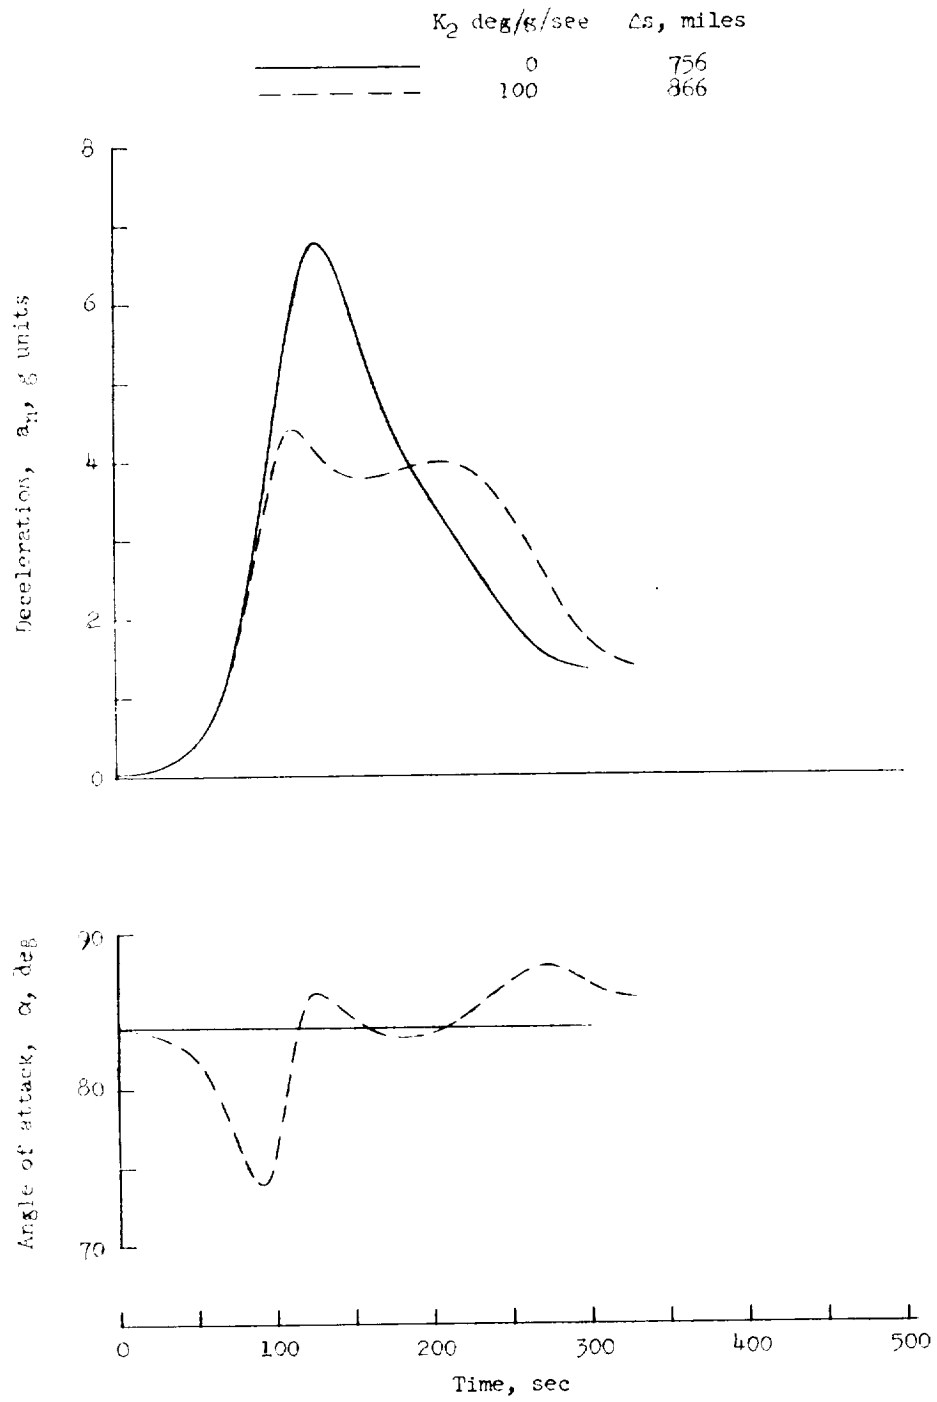 K2 deg/g/sec Δs, miles
0 756
100 866
8
6
4
2
0
Deceleration, an, g units
90
80
70
Angle of attack, α, deg
0 100 200 300 400 500
Time, sec